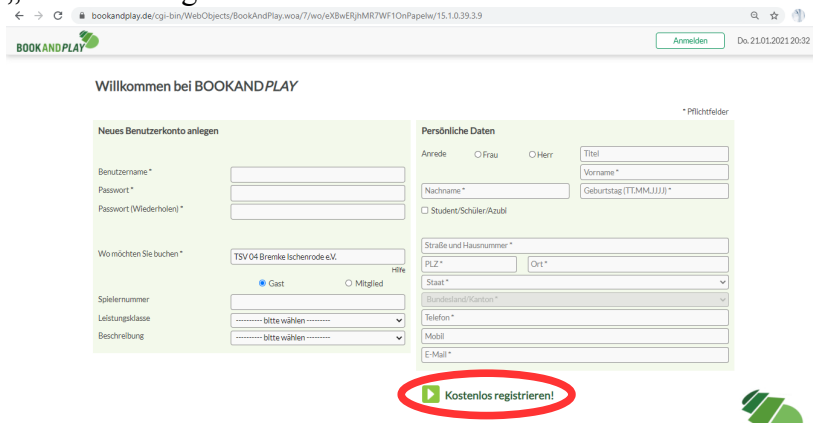 bookandplay.de/cgi-bin/WebObjects/BookAndPlay.woa/7/wo/eXBwERjhMR7WF1OnPapelw/15.1.0.39.3.9
BOOKANDPLAY
Anmelden
Do. 21.01.2021 20:32
Willkommen bei BOOKANDPLAY
* Pflichtfelder
Neues Benutzerkonto anlegen
Benutzername *
Passwort *
Passwort (Wiederholen) *
Wo möchten Sie buchen *
TSV 04 Bremke Ischenrode e.V.
Hilfe
Gast
Mitglied
Spielernummer
Leistungsklasse
---------- bitte wählen ---------
Beschreibung
---------- bitte wählen ---------
Persönliche Daten
Anrede
Frau
Herr
Titel
Vorname *
Nachname *
Geburtstag (TT.MM.JJJJ) *
Student/Schüler/Azubi
Straße und Hausnummer *
PLZ *
Ort *
Staat *
Bundesland/Kanton *
Telefon *
Mobil
E-Mail *
Kostenlos registrieren!